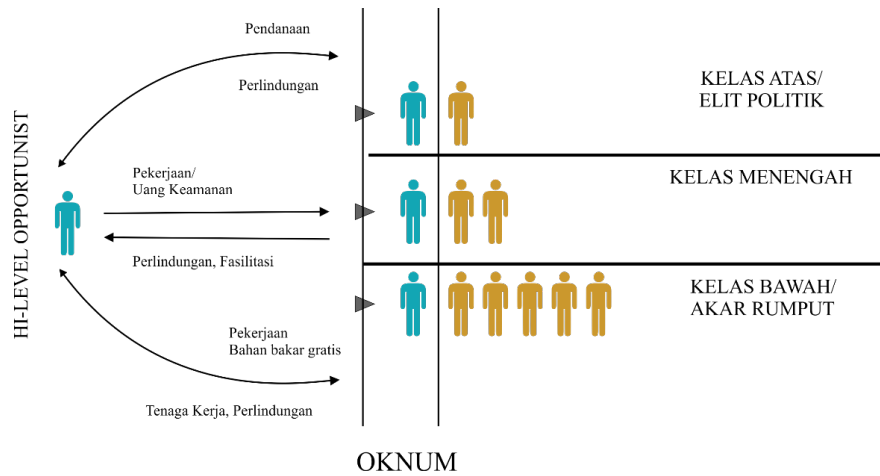 Pendanaan
Perlindungan
HI-LEVEL OPPORTUNIST
Pekerjaan/
Uang Keamanan
Perlindungan, Fasilitasi
Pekerjaan
Bahan bakar gratis
Tenaga Kerja, Perlindungan
KELAS ATAS/
ELIT POLITIK
KELAS MENENGAH
KELAS BAWAH/
AKAR RUMPUT
OKNUM